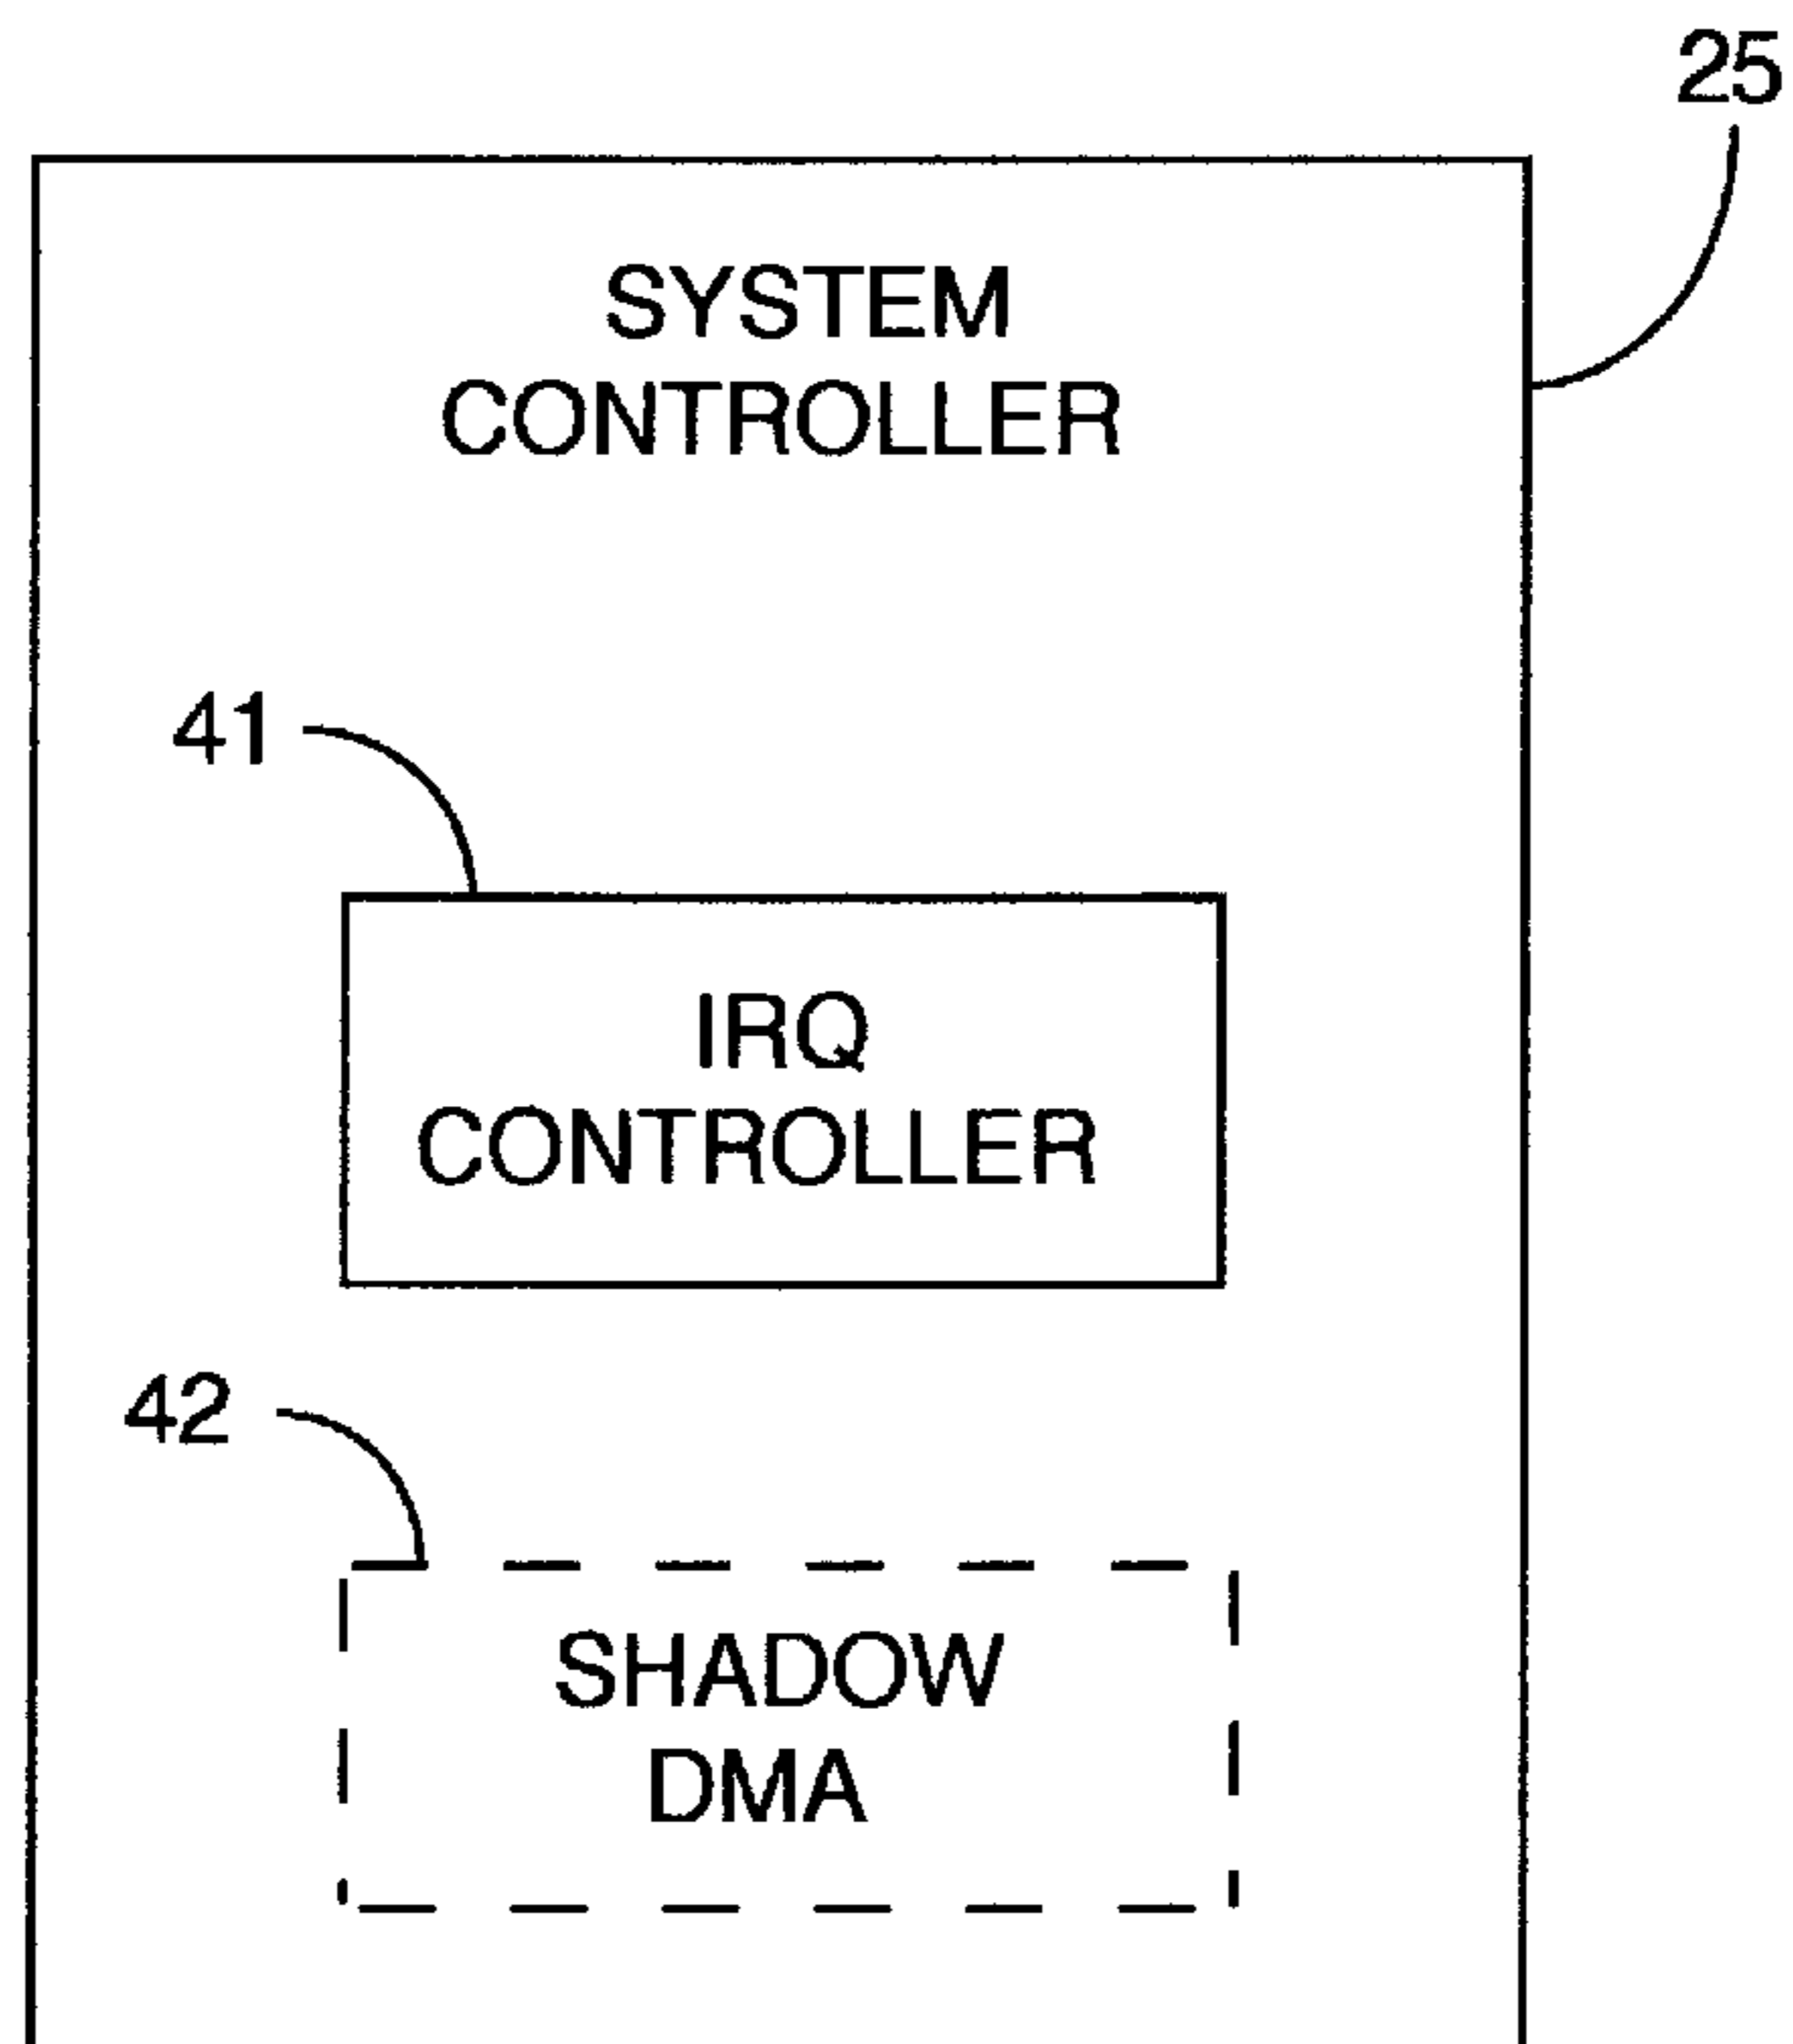 25
SYSTEM
CONTROLLER
41
IRQ
CONTROLLER
42
SHADOW
DMA